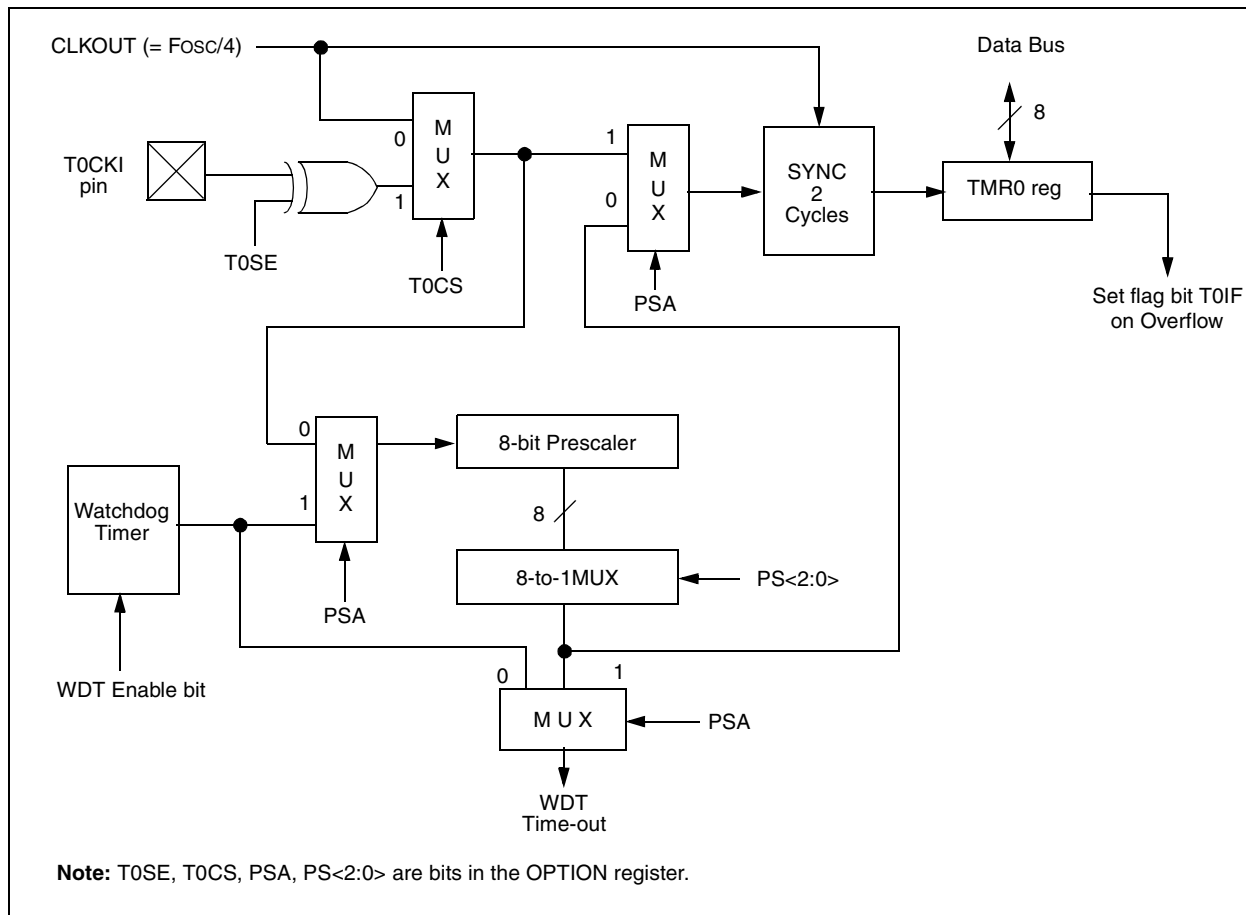 CLKOUT (= FOSC/4)
Data Bus
8
T0CKI
pin
T0SE
0
1
M
U
X
T0CS
1
0
M
U
X
PSA
SYNC
2
Cycles
TMR0 reg
Set flag bit T0IF
on Overflow
0
1
M
U
X
PSA
8-bit Prescaler
8
Watchdog
Timer
8-to-1MUX
PS<2:0>
WDT Enable bit
0
1
M U X
PSA
WDT
Time-out
Note: T0SE, T0CS, PSA, PS<2:0> are bits in the OPTION register.